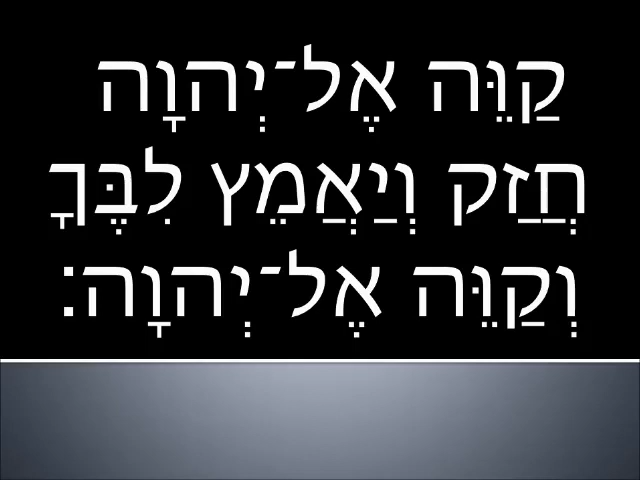 קַוֵּה אֶל־יְהוָה
חֲזַק וְיַאֲמֵץ לִבֶּךָ
וְקַוֵּה אֶל־יְהוָה׃